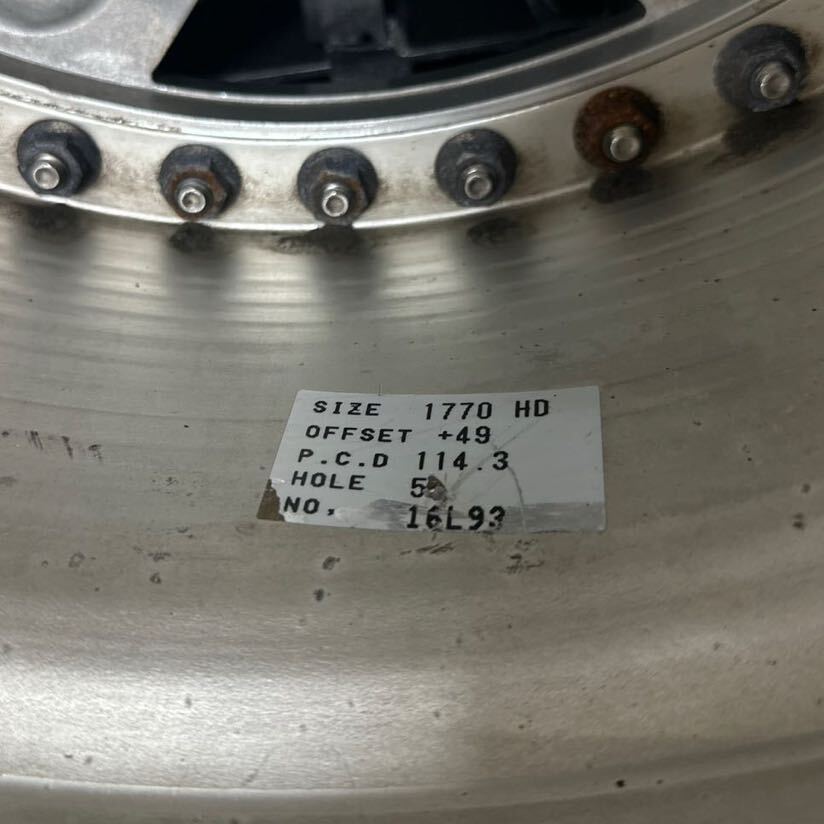 SIZE 1770 HD
OFFSET +49
P.C.D 114.3
HOLE 5
NO, 16L93